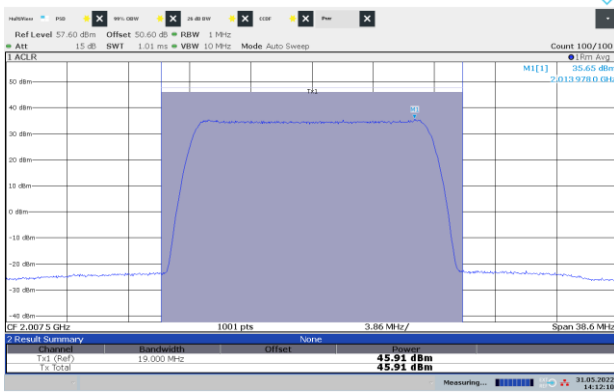 MultiView PSD 99% OBW 26 dB BW CCDF Pwr
Ref Level 57.60 dBm Offset 50.60 dB RBW 1 MHz
Att 15 dB SWT 1.01 ms VBW 10 MHz Mode Auto Sweep Count 100/100
1 ACLR 1Rm Avg
M1[1] 35.65 dBm
2.0139780 GHz
Tx1
50 dBm
M1
40 dBm
30 dBm
20 dBm
10 dBm
0 dBm
-10 dBm
-20 dBm
-30 dBm
-40 dBm
CF 2.0075 GHz 1001 pts 3.86 MHz/ Span 38.6 MHz
2 Result Summary None
Channel Bandwidth Offset Power
Tx1 (Ref) 19.000 MHz 45.91 dBm
Tx Total 45.91 dBm
Measuring... 31.05.2022
14:12:10